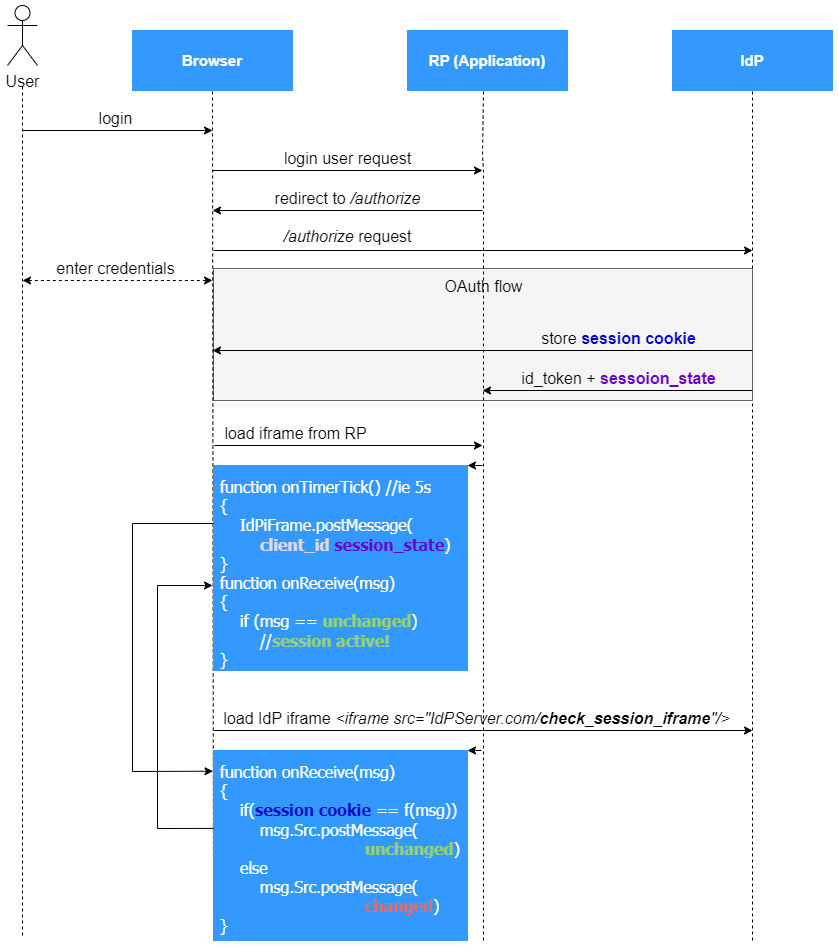 User
Browser
RP (Application)
IdP
login
login user request
redirect to /authorize
/authorize request
enter credentials
OAuth flow
store session cookie
id_token + sessoion_state
load iframe from RP
function onTimerTick() //ie 5s
{
IdPiFrame.postMessage(
client_id session_state)
}
function onReceive(msg)
{
if (msg == unchanged)
//session active!
}
load IdP iframe <iframe src="IdPServer.com/check_session_iframe"/>
function onReceive(msg)
{
if(session cookie == f(msg))
msg.Src.postMessage(
unchanged)
else
msg.Src.postMessage(
changed)
}